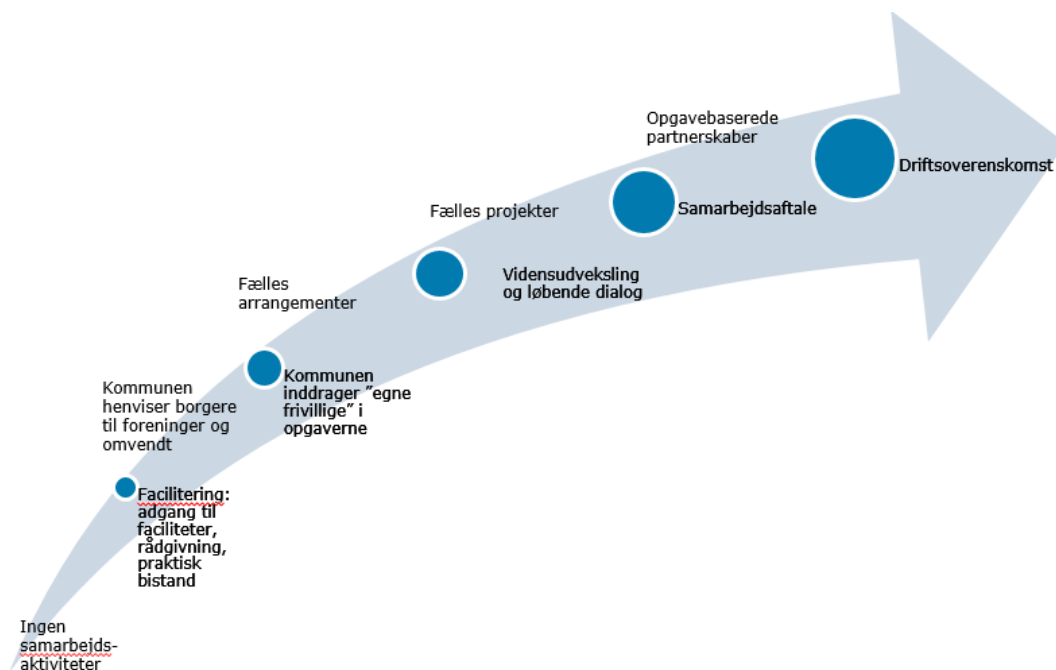 Opgavebaserede
partnerskaber
Driftsoverenskomst
Fælles projekter
Samarbejdsaftale
Fælles
arrangementer
Vidensudveksling
og løbende dialog
Kommunen
henviser borgere
til foreninger og
omvendt
Kommunen
inddrager ”egne
frivillige” i
opgaverne
Facilitering:
adgang til
faciliteter,
rådgivning,
praktisk
bistand
Ingen
samarbejds-
aktiviteter